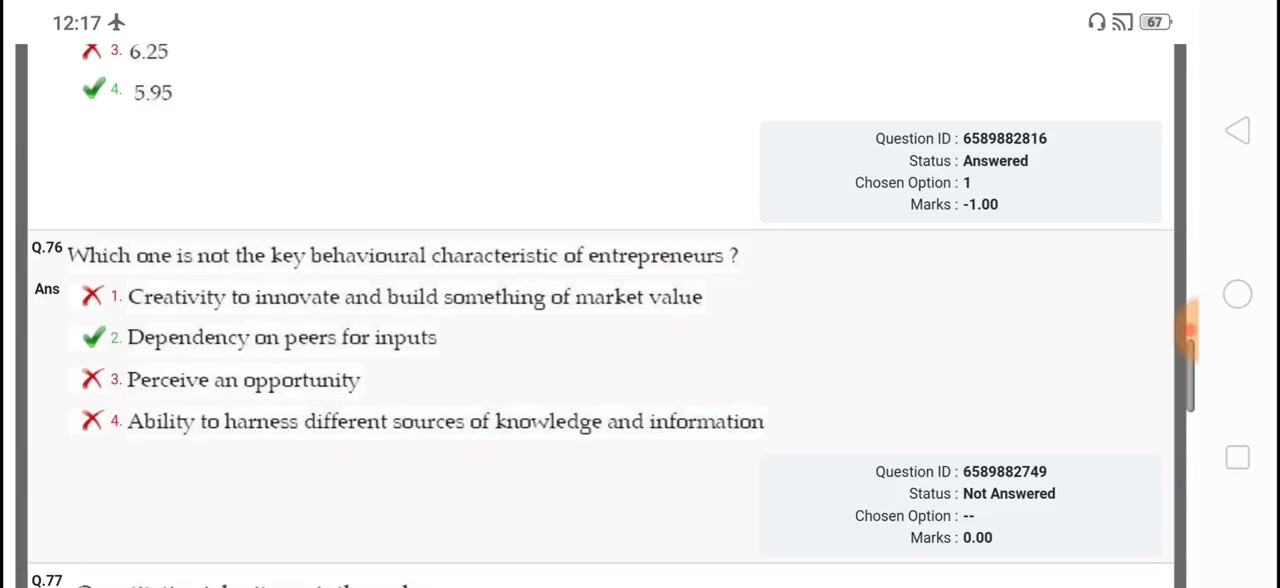 12:17
67
3. 6.25
4. 5.95
Question ID : 6589882816
Status : Answered
Chosen Option : 1
Marks : -1.00
Q.76 Which one is not the key behavioural characteristic of entrepreneurs ?
Ans 1. Creativity to innovate and build something of market value
2. Dependency on peers for inputs
3. Perceive an opportunity
4. Ability to harness different sources of knowledge and information
Question ID : 6589882749
Status : Not Answered
Chosen Option : --
Marks : 0.00
Q.77